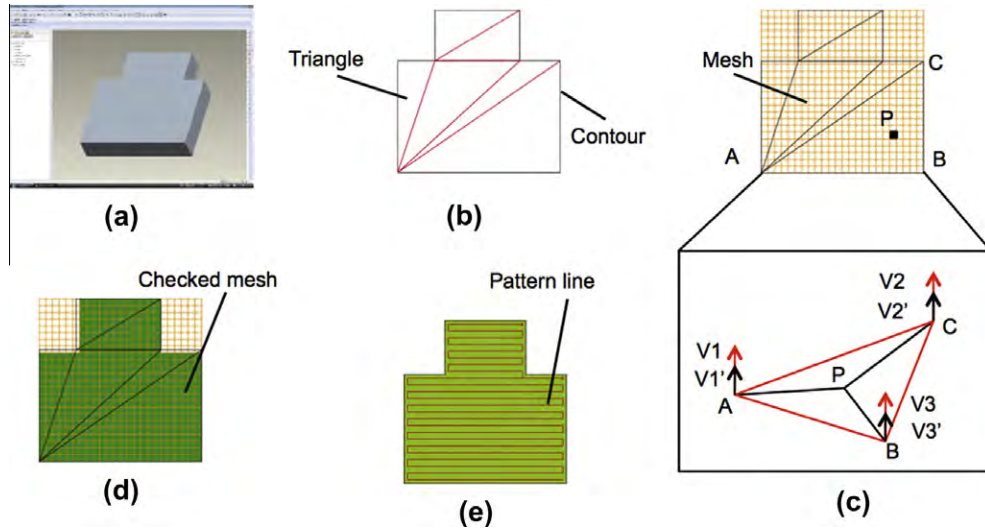 (a)
Triangle
Contour
(b)
Mesh
C
P
A
B
Checked mesh
(d)
Pattern line
(e)
V2
V2'
C
V1
V1'
P
A
V3
V3'
B
(c)